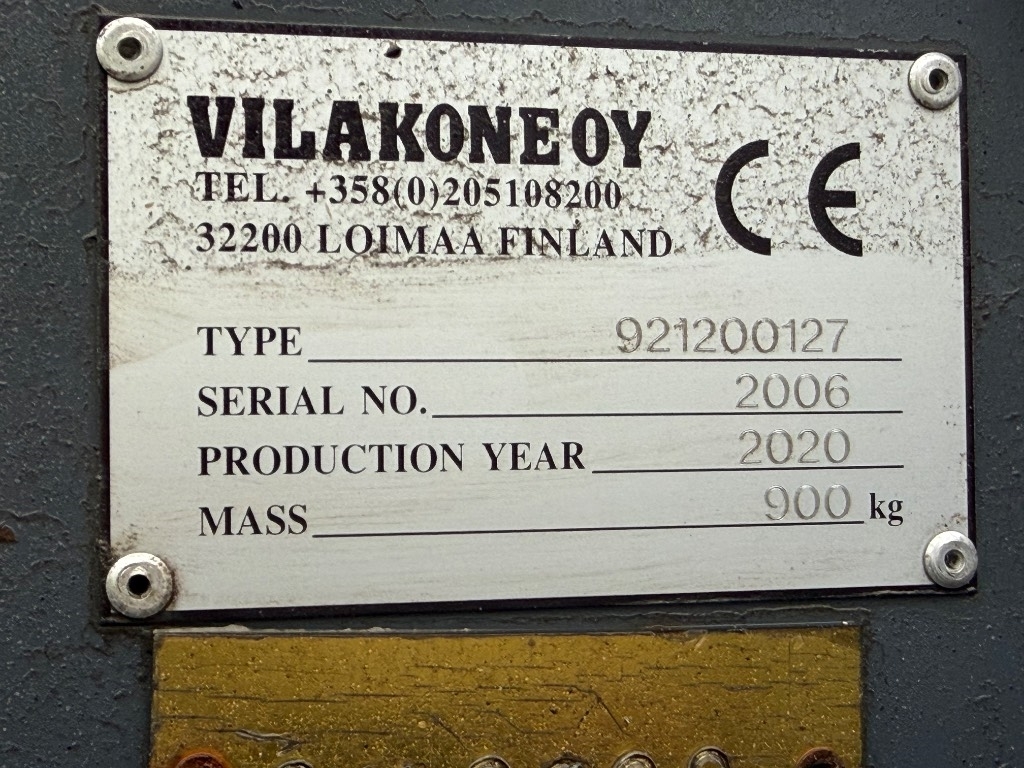 VILAKONE OY
TEL. +358(0)205108200
32200 LOIMAA FINLAND
CE
TYPE 921200127
SERIAL NO. 2006
PRODUCTION YEAR 2020
MASS 900 kg